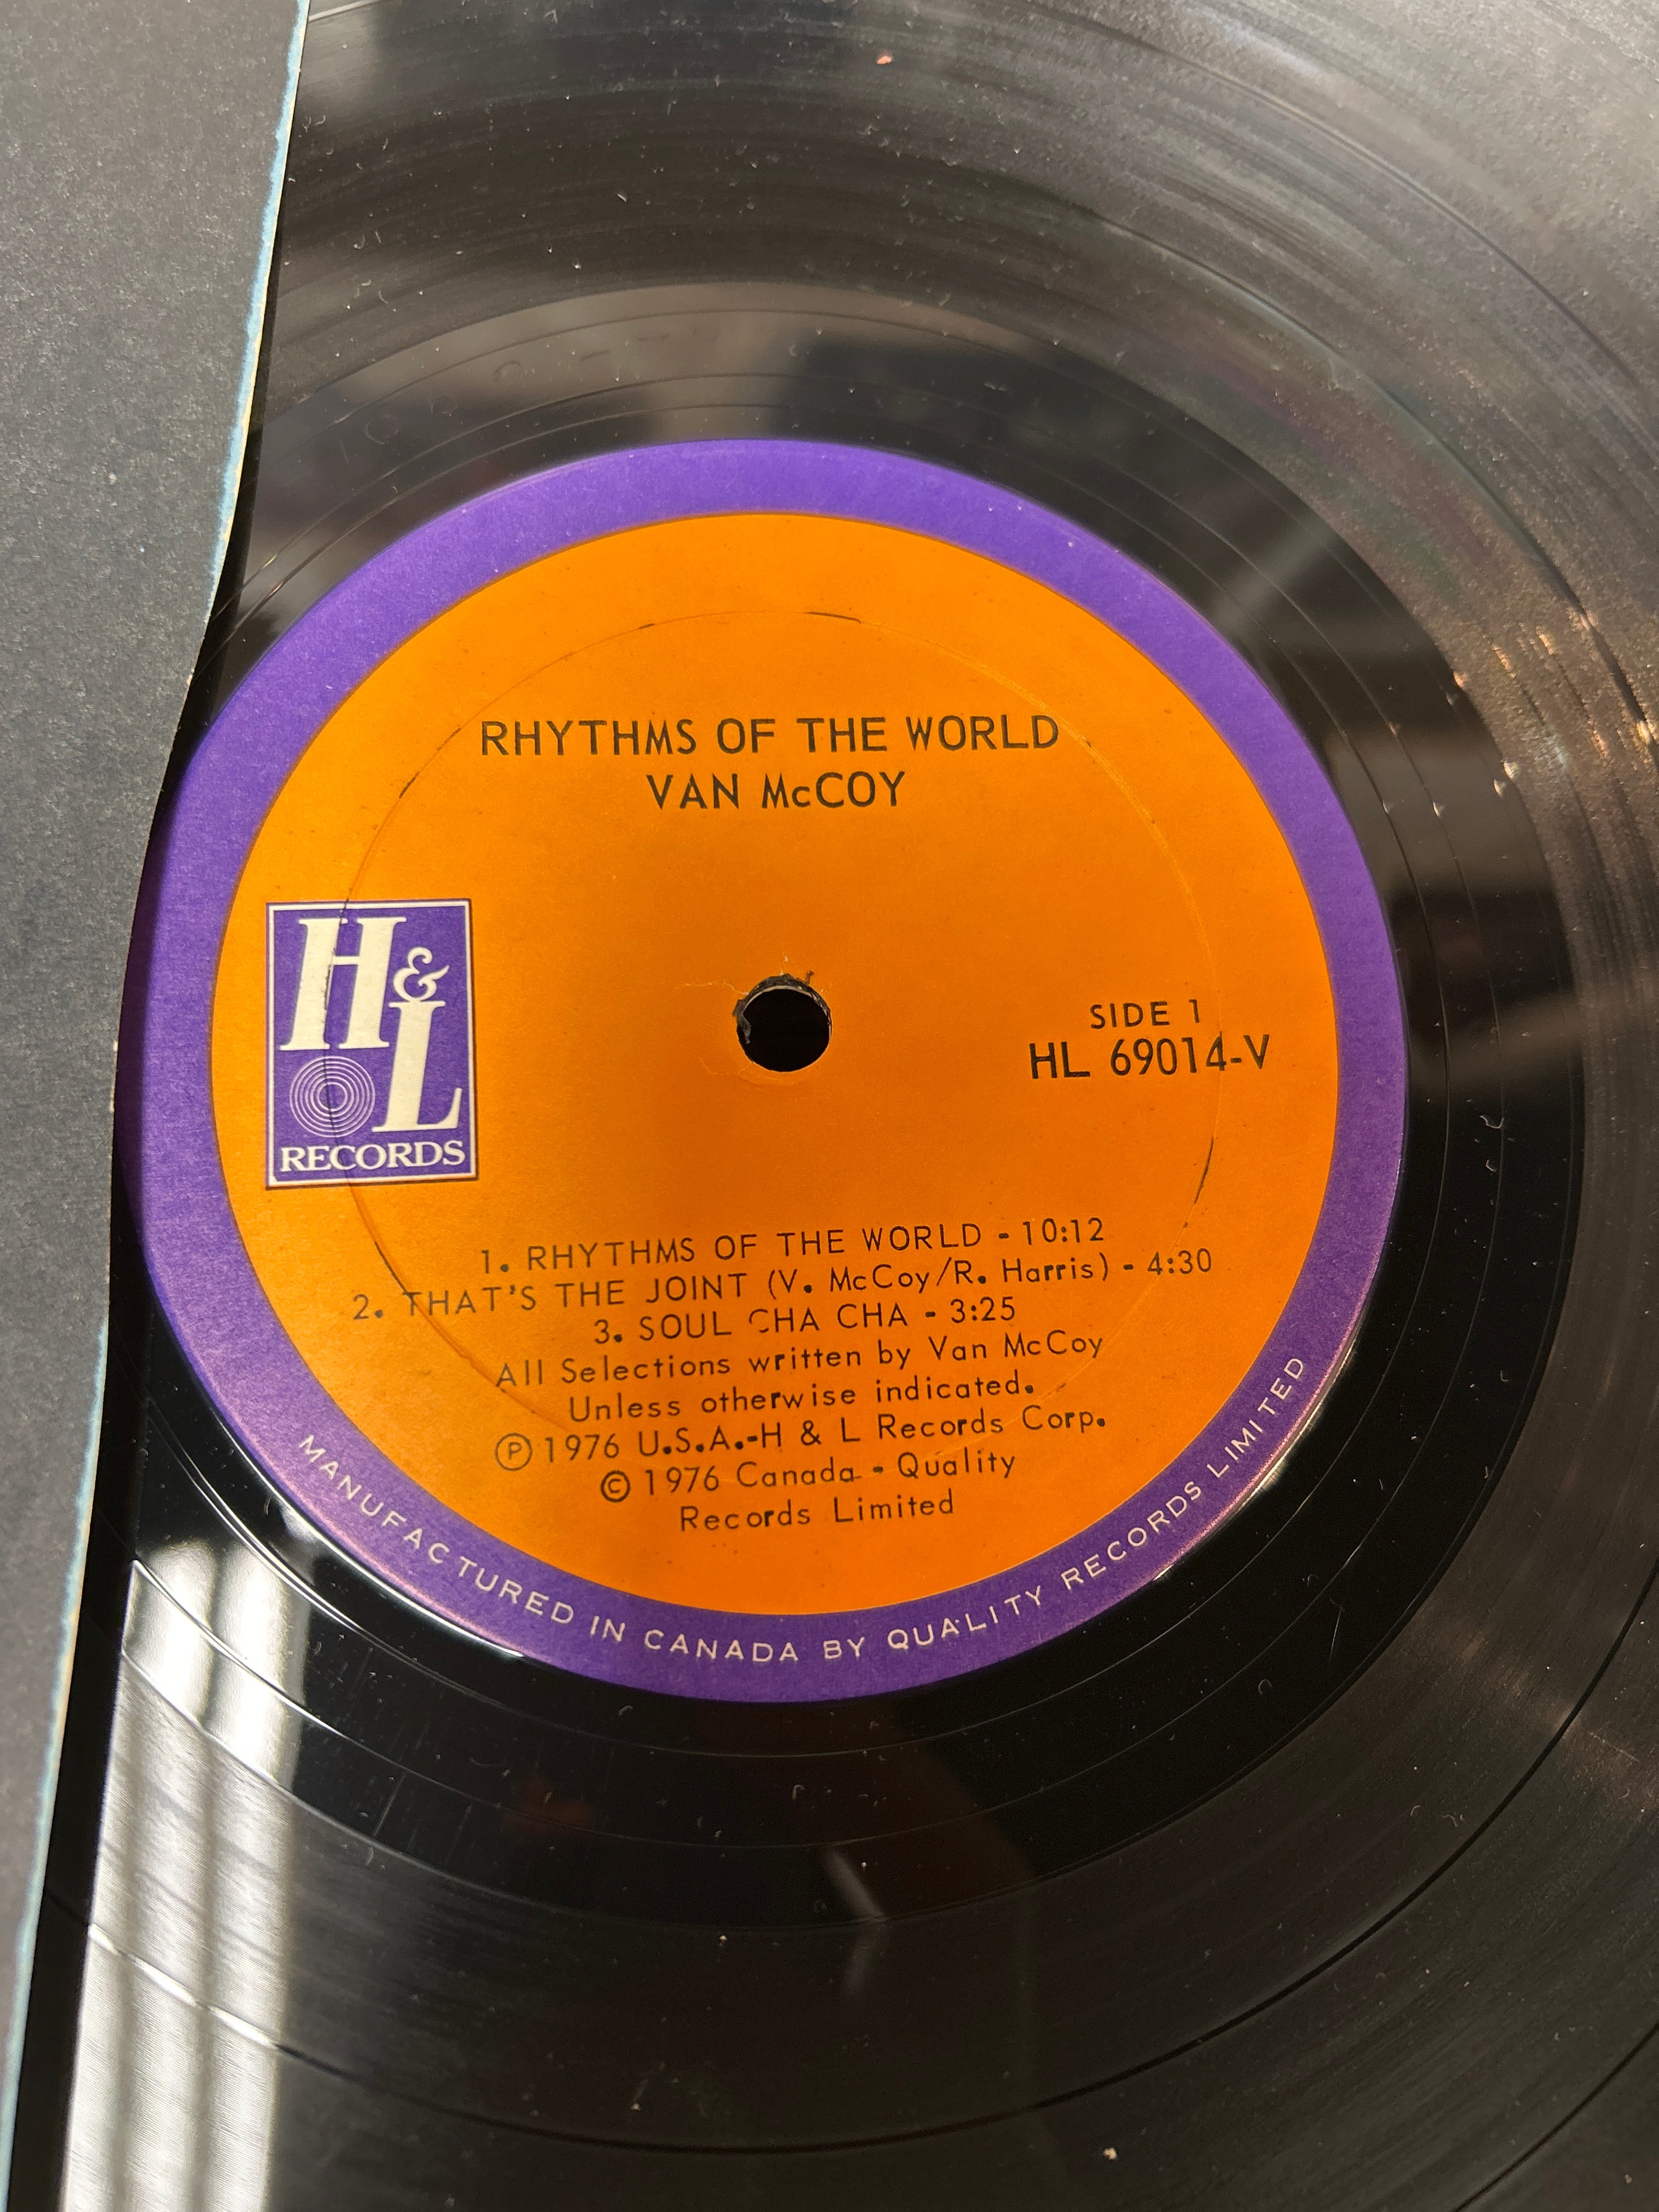 RHYTHMS OF THE WORLD
VAN McCOY
H&L
RECORDS
SIDE 1
HL 69014-V
1. RHYTHMS OF THE WORLD - 10:12
2. THAT'S THE JOINT (V. McCoy/R. Harris) - 4:30
3. SOUL CHA CHA - 3:25
All Selections written by Van McCoy
Unless otherwise indicated.
Ⓟ 1976 U.S.A.-H & L Records Corp.
© 1976 Canada - Quality
Records Limited
MANUFACTURED IN CANADA BY QUALITY RECORDS LIMITED